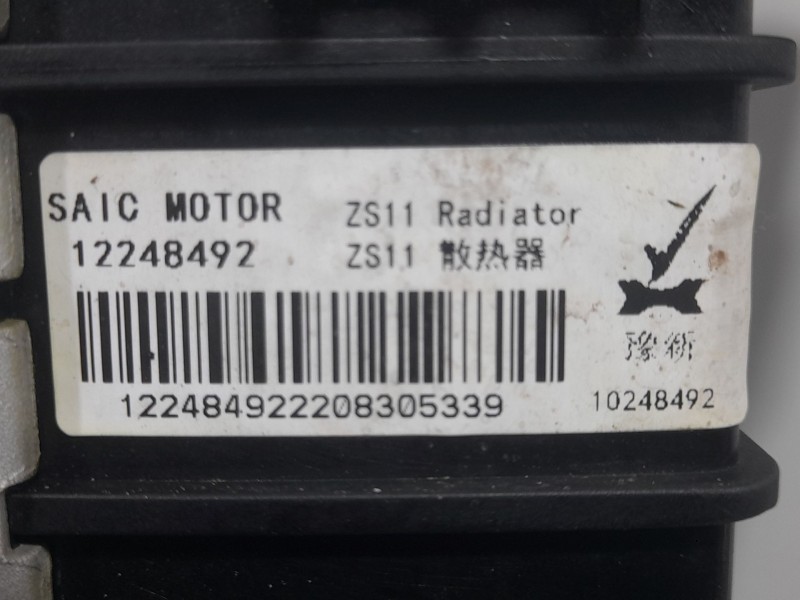 SAIC MOTOR
ZS11 Radiator
12248492
ZS11 散热器
122484922208305339
豫新
10248492